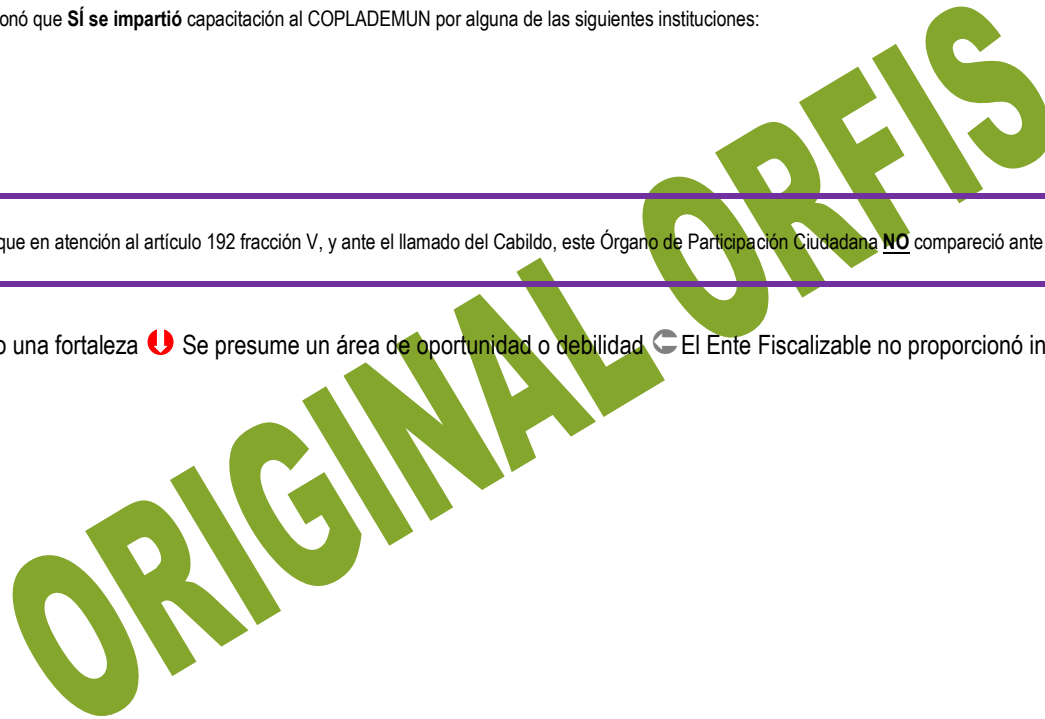 onó que SÍ se impartió capacitación al COPLADEMUN por alguna de las siguientes instituciones:
que en atención al artículo 192 fracción V, y ante el llamado del Cabildo, este Órgano de Participación Ciudadana NO compareció ante
o una fortaleza Se presume un área de oportunidad o debilidad El Ente Fiscalizable no proporcionó in
ORIGINAL ORFIS